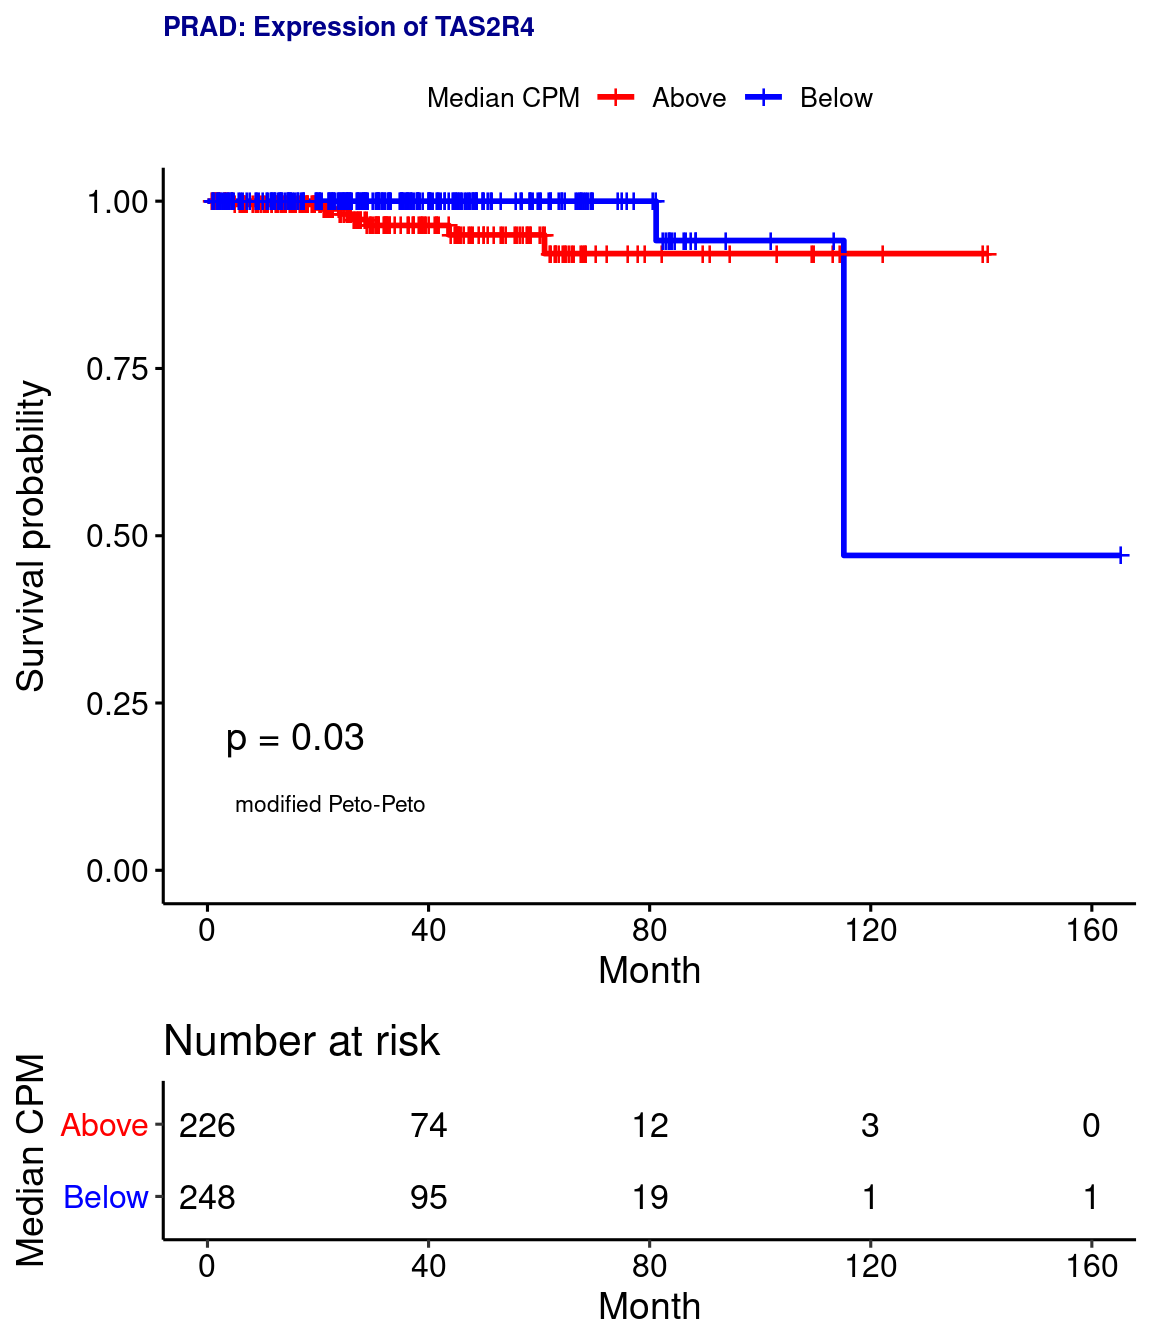 PRAD: Expression of TAS2R4
Median CPM Above Below
Survival probability
1.00
0.75
0.50
0.25
0.00
p = 0.03
modified Peto-Peto
0 40 80 120 160
Month
Number at risk
Median CPM
Above 226 74 12 3 0
Below 248 95 19 1 1
0 40 80 120 160
Month